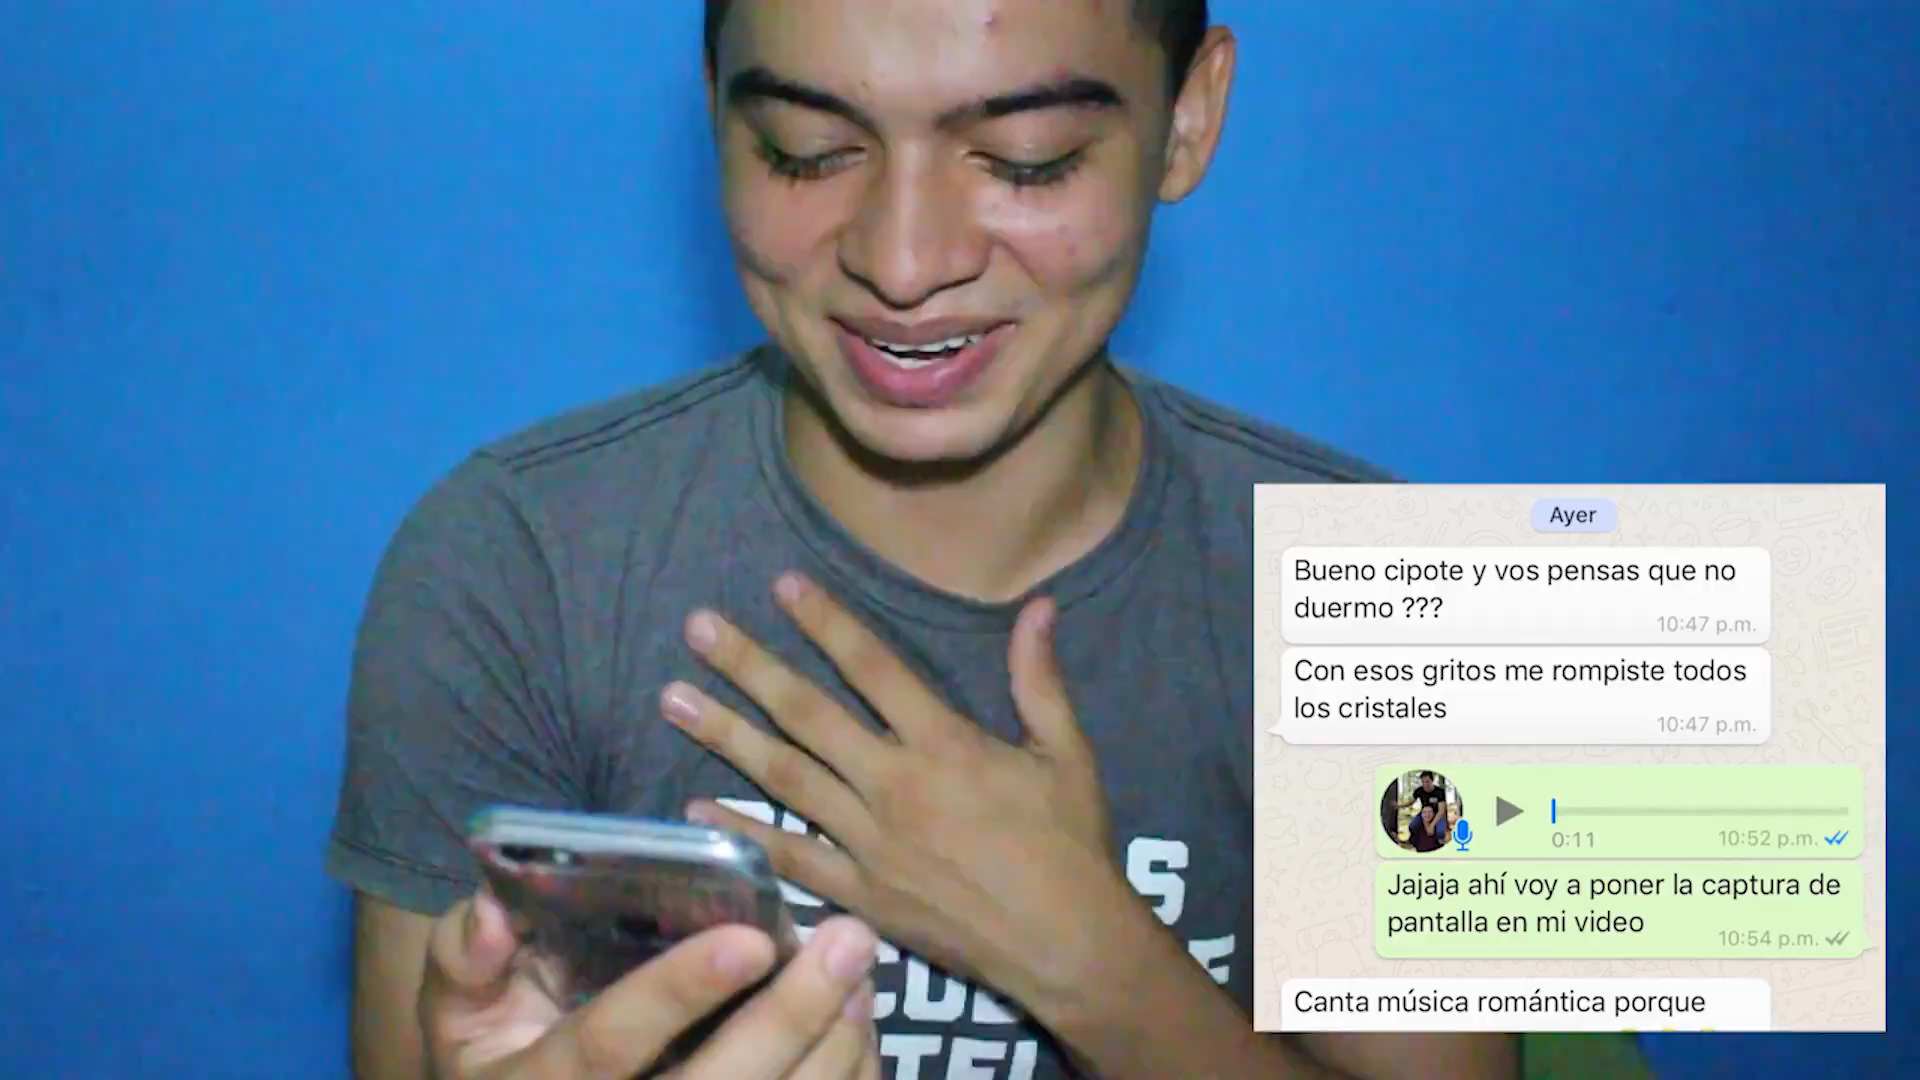 Ayer
Bueno cipote y vos pensas que no
duermo ???
10:47 p.m.
Con esos gritos me rompiste todos
los cristales
10:47 p.m.
0:11
10:52 p.m.
Jajaja ahí voy a poner la captura de
pantalla en mi video
10:54 p.m.
Canta música romántica porque